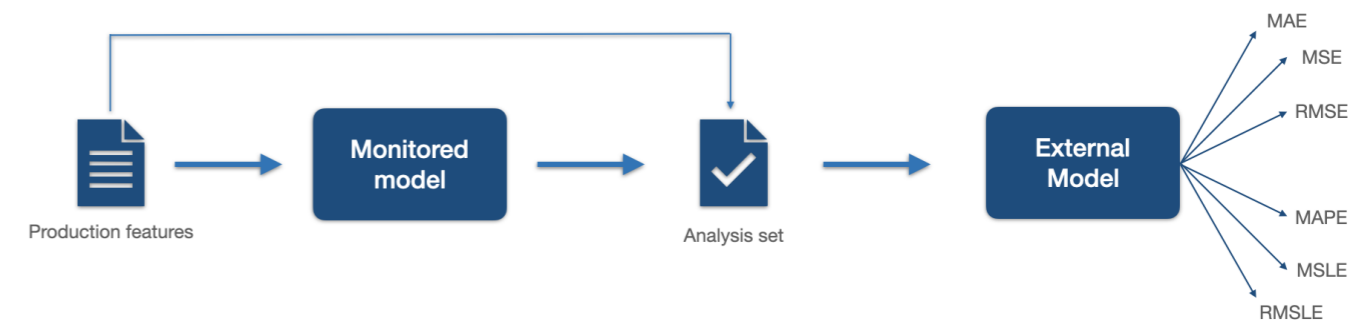 MAE
MSE
RMSE
Monitored
model
External
Model
Production features
Analysis set
MAPE
MSLE
RMSLE